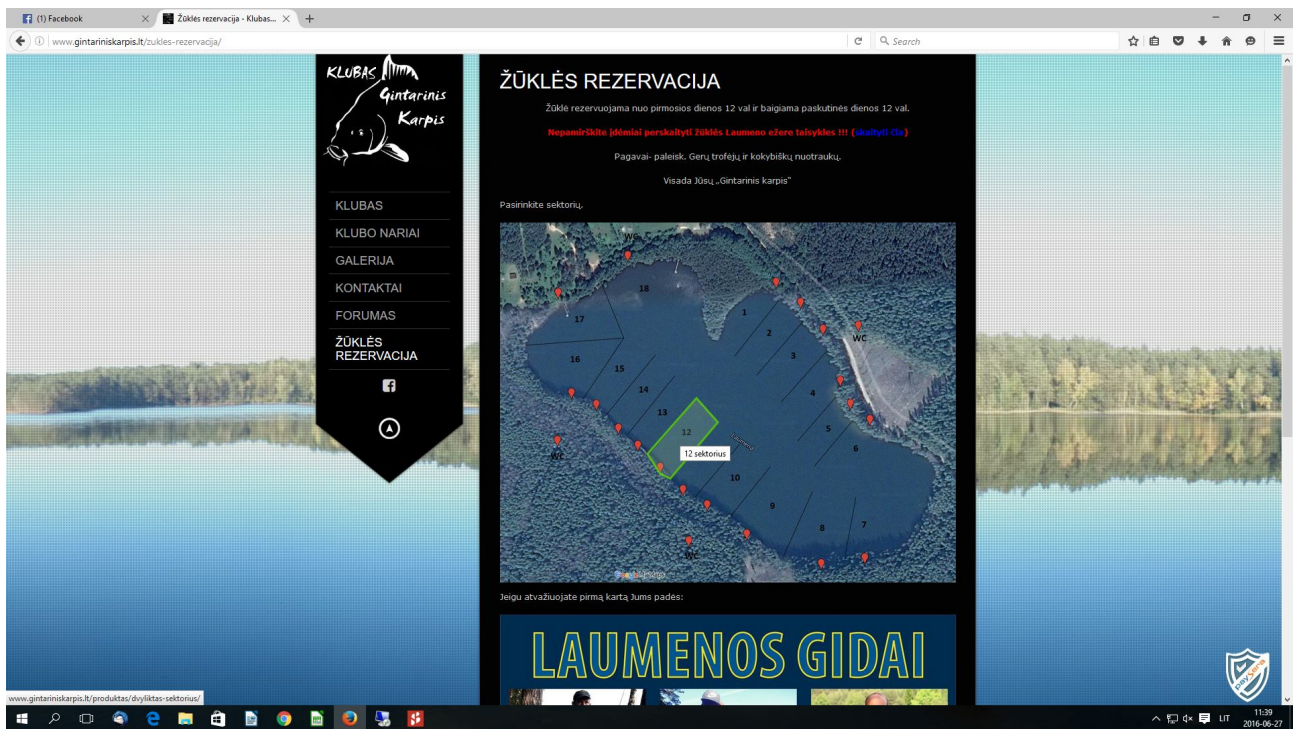 (1) Facebook
Žūklės rezervacija - Klubas...
www.gintariniskarpis.lt/zukles-rezervacija/
Search
KLUBAS
Gintarinis
Karpis
KLUBAS
KLUBO NARIAI
GALERIJA
KONTAKTAI
FORUMAS
ŽŪKLĖS
REZERVACIJA
ŽŪKLĖS REZERVACIJA
Žūklė rezervuojama nuo pirmosios dienos 12 val ir baigiama paskutinės dienos 12 val.
Nepamirškite įdėmiai perskaityti žūklės Laumeno ežere taisykles !!! (skaityti čia)
Pagavai- paleisk. Gerų trofėjų ir kokybiškų nuotraukų.
Visada Jūsų „Gintarinis karpis"
Pasirinkite sektorių.
WC
18
17
1
2
WC
16
3
15
14
4
13
12
5
12 sektorius
6
WC
10
9
8
7
WC
Jeigu atvažiuojate pirmą kartą Jums padės:
LAUMENOS GIDAI
paysera
www.gintariniskarpis.lt/produktas/dvyliktas-sektorius/
LIT
11:39
2016-06-27